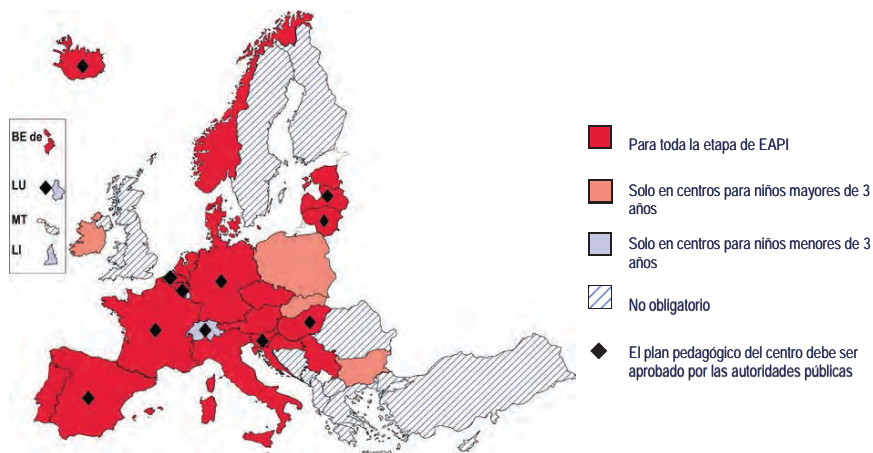 BE de
LU
MT
LI
Para toda la etapa de EAPI
Solo en centros para niños mayores de 3
años
Solo en centros para niños menores de 3
años
No obligatorio
El plan pedagógico del centro debe ser
aprobado por las autoridades públicas